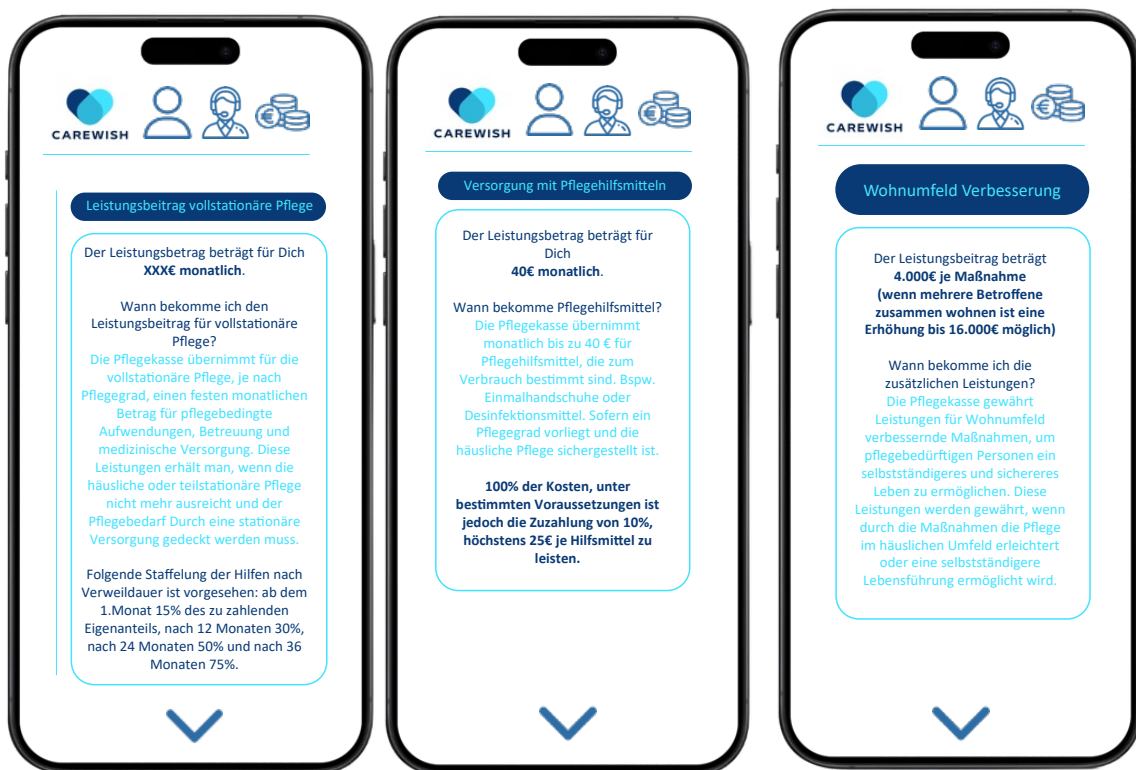 CAREWISH
Leistungsbeitrag vollstationäre Pflege
Der Leistungsbetrag beträgt für Dich
XXX€ monatlich.
Wann bekomme ich den
Leistungsbeitrag für vollstationäre
Pflege?
Die Pflegekasse übernimmt für die
vollstationäre Pflege, je nach
Pflegegrad, einen festen monatlichen
Betrag für pflegebedingte
Aufwendungen, Betreuung und
medizinische Versorgung. Diese
Leistungen erhält man, wenn die
häusliche oder teilstationäre Pflege
nicht mehr ausreicht und der
Pflegebedarf Durch eine stationäre
Versorgung gedeckt werden muss.
Folgende Staffelung der Hilfen nach
Verweildauer ist vorgesehen: ab dem
1.Monat 15% des zu zahlenden
Eigenanteils, nach 12 Monaten 30%,
nach 24 Monaten 50% und nach 36
Monaten 75%.
CAREWISH
Versorgung mit Pflegehilfsmitteln
Der Leistungsbetrag beträgt für
Dich
40€ monatlich.
Wann bekomme Pflegehilfsmittel?
Die Pflegekasse übernimmt
monatlich bis zu 40 € für
Pflegehilfsmittel, die zum
Verbrauch bestimmt sind. Bspw.
Einmalhandschuhe oder
Desinfektionsmittel. Sofern ein
Pflegegrad vorliegt und die
häusliche Pflege sichergestellt ist.
100% der Kosten, unter
bestimmten Voraussetzungen ist
jedoch die Zuzahlung von 10%,
höchstens 25€ je Hilfsmittel zu
leisten.
CAREWISH
Wohnumfeld Verbesserung
Der Leistungsbeitrag beträgt
4.000€ je Maßnahme
(wenn mehrere Betroffene
zusammen wohnen ist eine
Erhöhung bis 16.000€ möglich)
Wann bekomme ich die
zusätzlichen Leistungen?
Die Pflegekasse gewährt
Leistungen für Wohnumfeld
verbessernde Maßnahmen, um
pflegebedürftigen Personen ein
selbstständigeres und sichereres
Leben zu ermöglichen. Diese
Leistungen werden gewährt, wenn
durch die Maßnahmen die Pflege
im häuslichen Umfeld erleichtert
oder eine selbstständigere
Lebensführung ermöglicht wird.